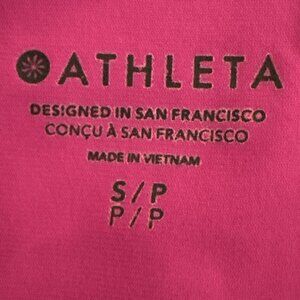 ATHLETA
DESIGNED IN SAN FRANCISCO
CONÇU À SAN FRANCISCO
MADE IN VIETNAM
S/P
P/P